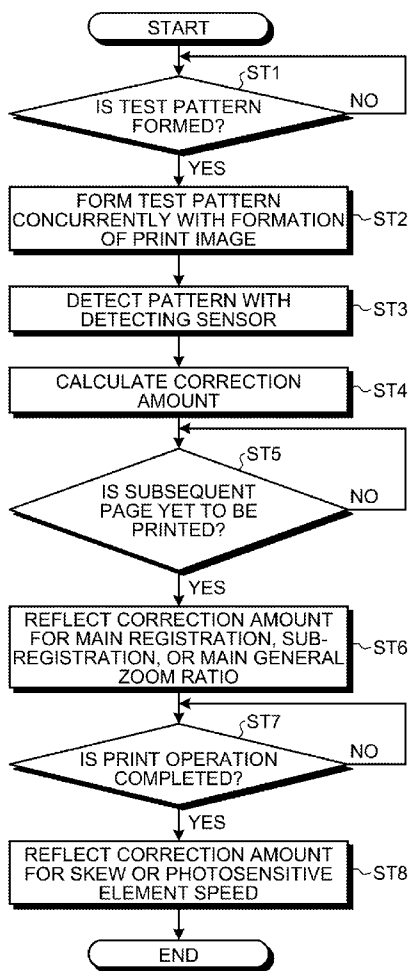 START
ST1
IS TEST PATTERN
FORMED?
NO
YES
FORM TEST PATTERN
CONCURRENTLY WITH FORMATION
OF PRINT IMAGE
ST2
DETECT PATTERN WITH
DETECTING SENSOR
ST3
CALCULATE CORRECTION
AMOUNT
ST4
ST5
IS SUBSEQUENT
PAGE YET TO BE
PRINTED?
NO
YES
REFLECT CORRECTION AMOUNT
FOR MAIN REGISTRATION, SUB-
REGISTRATION, OR MAIN GENERAL
ZOOM RATIO
ST6
ST7
IS PRINT OPERATION
COMPLETED?
NO
YES
REFLECT CORRECTION AMOUNT
FOR SKEW OR PHOTOSENSITIVE
ELEMENT SPEED
ST8
END